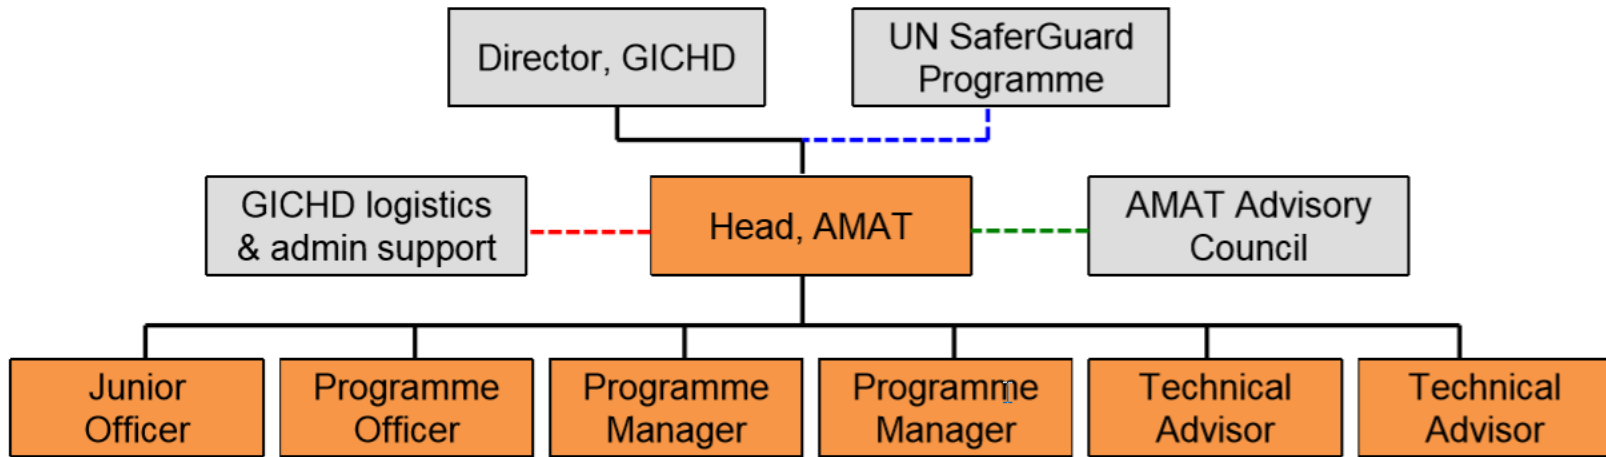 Director, GICHD
UN SaferGuard
Programme
GICHD logistics
& admin support
Head, AMAT
AMAT Advisory
Council
Junior
Officer
Programme
Officer
Programme
Manager
Programme
Manager
Technical
Advisor
Technical
Advisor